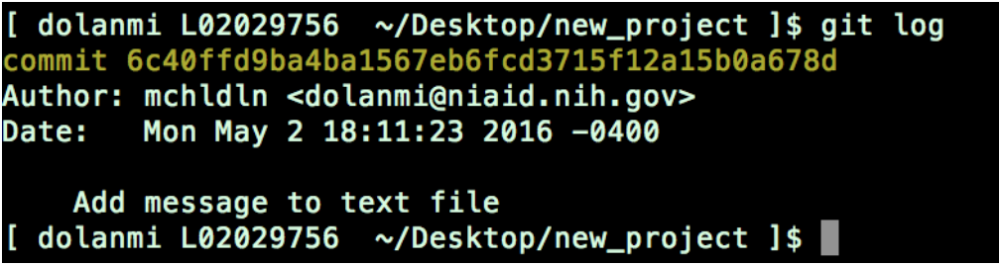 [ dolanmi L02029756  ~/Desktop/new_project ]$ git log
commit 6c40ffd9ba4ba1567eb6fcd3715f12a15b0a678d
Author: mchldln <dolanmi@niaid.nih.gov>
Date:   Mon May 2 18:11:23 2016 -0400
    Add message to text file
[ dolanmi L02029756  ~/Desktop/new_project ]$